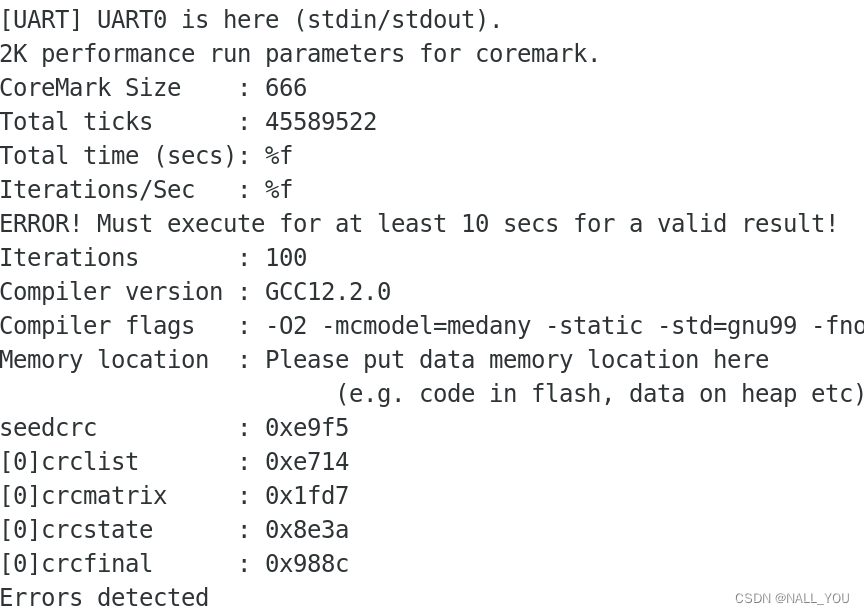 [UART] UART0 is here (stdin/stdout).
2K performance run parameters for coremark.
CoreMark Size    : 666
Total ticks      : 45589522
Total time (secs): %f
Iterations/Sec   : %f
ERROR! Must execute for at least 10 secs for a valid result!
Iterations       : 100
Compiler version : GCC12.2.0
Compiler flags   : -O2 -mcmodel=medany -static -std=gnu99 -fno
Memory location  : Please put data memory location here
                        (e.g. code in flash, data on heap etc)
seedcrc          : 0xe9f5
[0]crclist       : 0xe714
[0]crcmatrix     : 0x1fd7
[0]crcstate      : 0x8e3a
[0]crcfinal      : 0x988c
Errors detected
CSDN @NALL_YOU